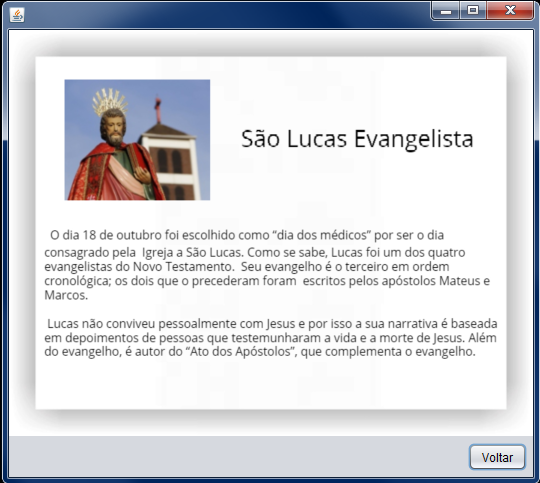 São Lucas Evangelista
O dia 18 de outubro foi escolhido como “dia dos médicos” por ser o dia
consagrado pela Igreja a São Lucas. Como se sabe, Lucas foi um dos quatro
evangelistas do Novo Testamento. Seu evangelho é o terceiro em ordem
cronológica; os dois que o precederam foram escritos pelos apóstolos Mateus e
Marcos.
Lucas não conviveu pessoalmente com Jesus e por isso a sua narrativa é baseada
em depoimentos de pessoas que testemunharam a vida e a morte de Jesus. Além
do evangelho, é autor do “Ato dos Apóstolos”, que complementa o evangelho.
Voltar